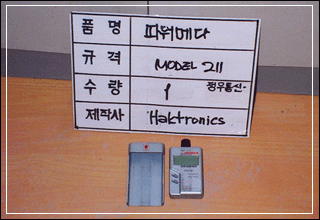 품 명 파워메다
규 격 MODEL 211
수 량 1 정우통신.
제작사 Haktronics